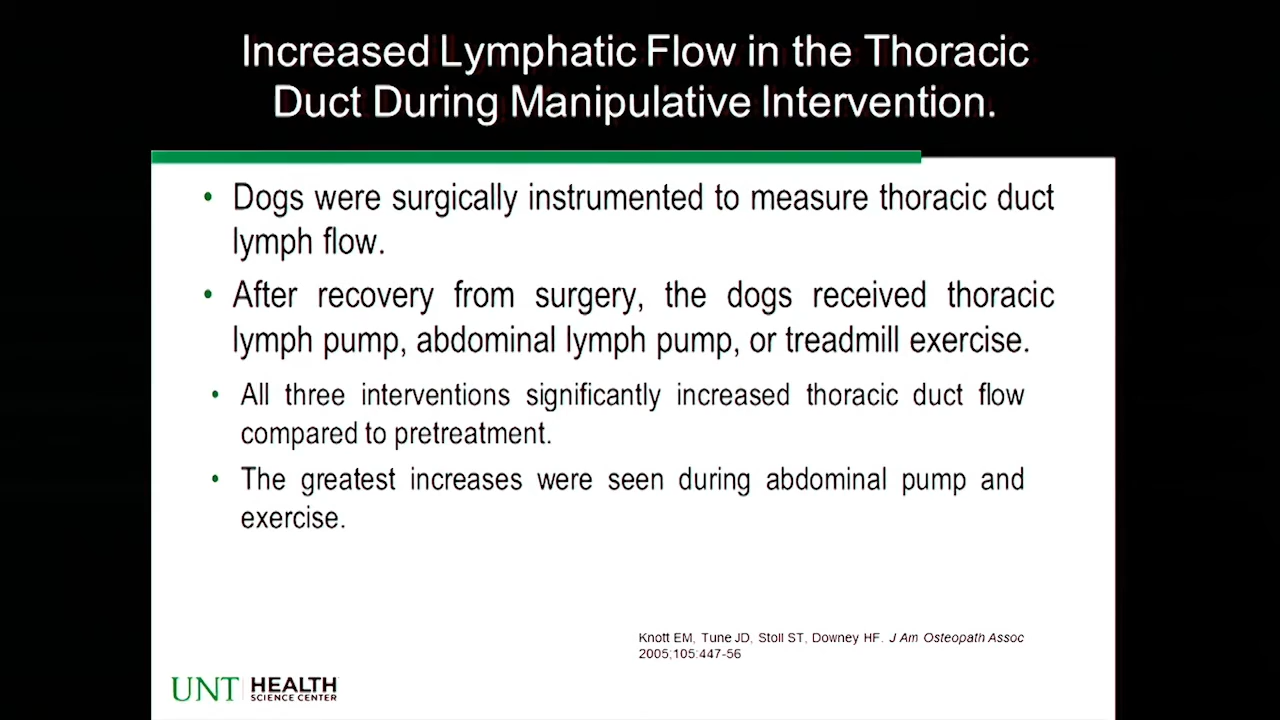 Increased Lymphatic Flow in the Thoracic
Duct During Manipulative Intervention.
• Dogs were surgically instrumented to measure thoracic duct
lymph flow.
• After recovery from surgery, the dogs received thoracic
lymph pump, abdominal lymph pump, or treadmill exercise.
• All three interventions significantly increased thoracic duct flow
compared to pretreatment.
• The greatest increases were seen during abdominal pump and
exercise.
Knott EM, Tune JD, Stoll ST, Downey HF. J Am Osteopath Assoc
2005;105:447-56
UNT HEALTH
SCIENCE CENTER